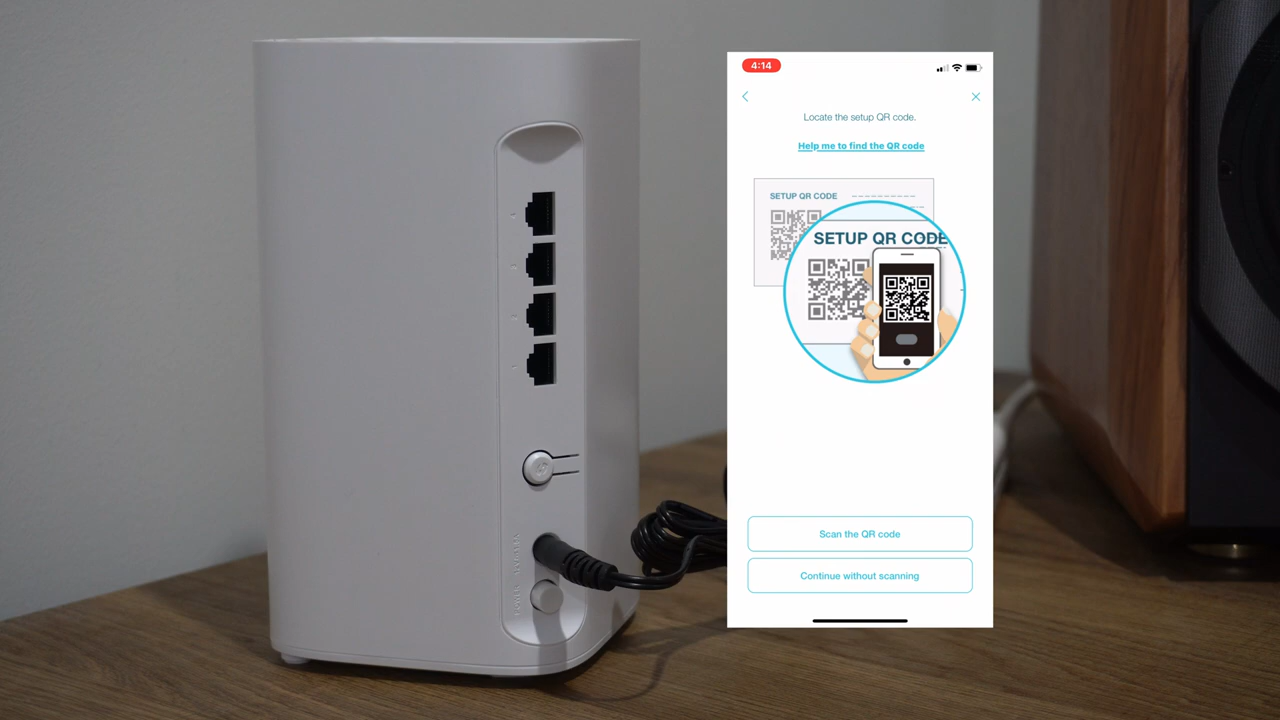 4:14
Locate the setup QR code.
Help me to find the QR code
SETUP QR CODE
SETUP QR CODE
Scan the QR code
Continue without scanning
POWER